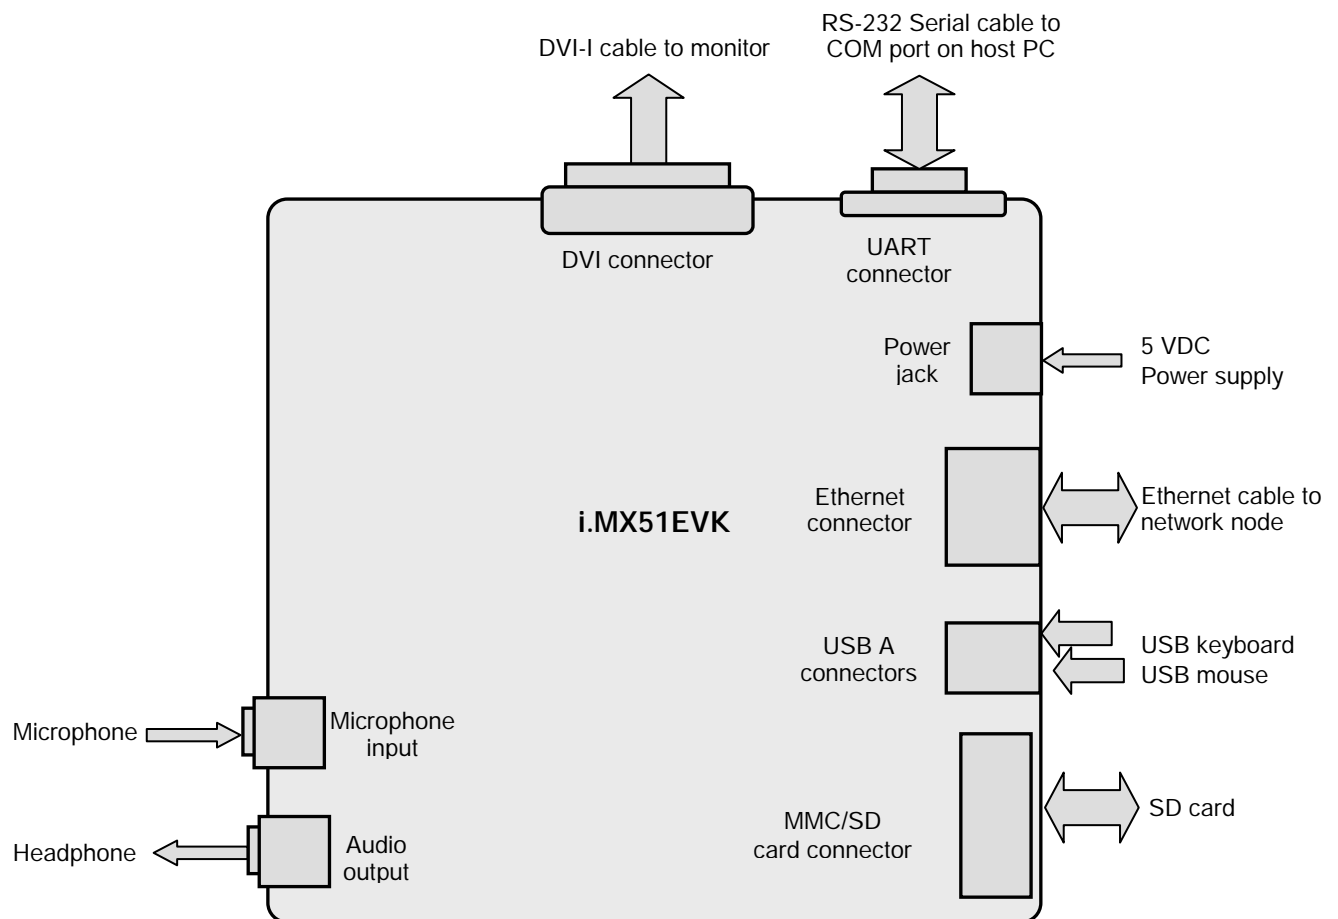 DVI-I cable to monitor
RS-232 Serial cable to
COM port on host PC
DVI connector
UART
connector
Power
jack
5 VDC
Power supply
Ethernet
connector
Ethernet cable to
network node
i.MX51EVK
USB A
connectors
USB keyboard
USB mouse
Microphone
Microphone
input
MMC/SD
card connector
SD card
Headphone
Audio
output